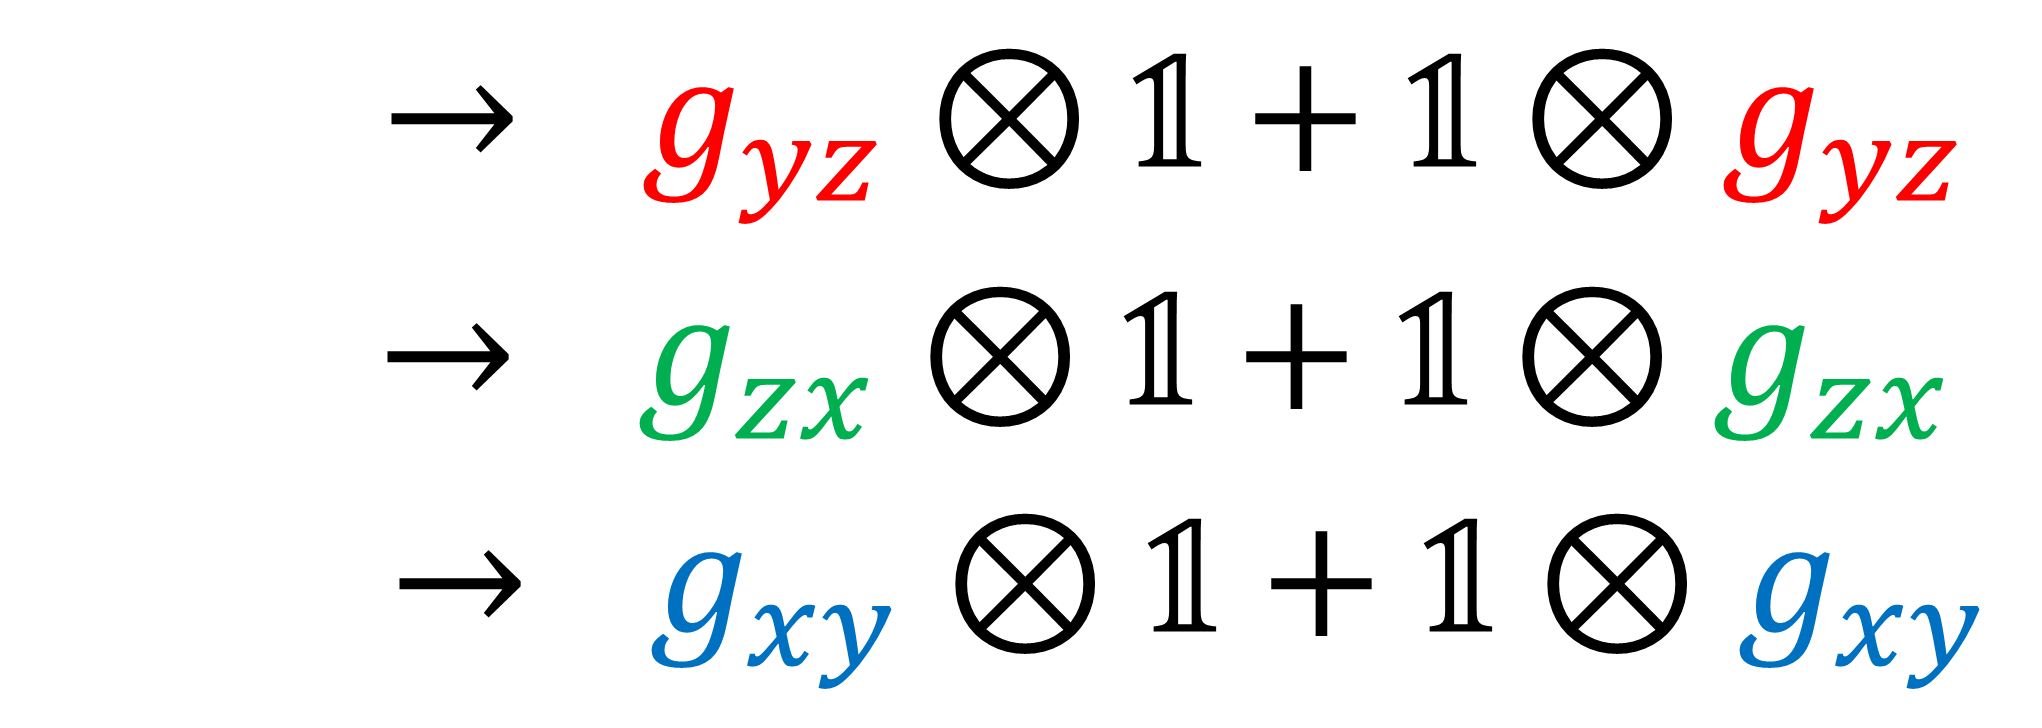 → g_yz ⊗ 𝟙 + 𝟙 ⊗ g_yz
→ g_zx ⊗ 𝟙 + 𝟙 ⊗ g_zx
→ g_xy ⊗ 𝟙 + 𝟙 ⊗ g_xy